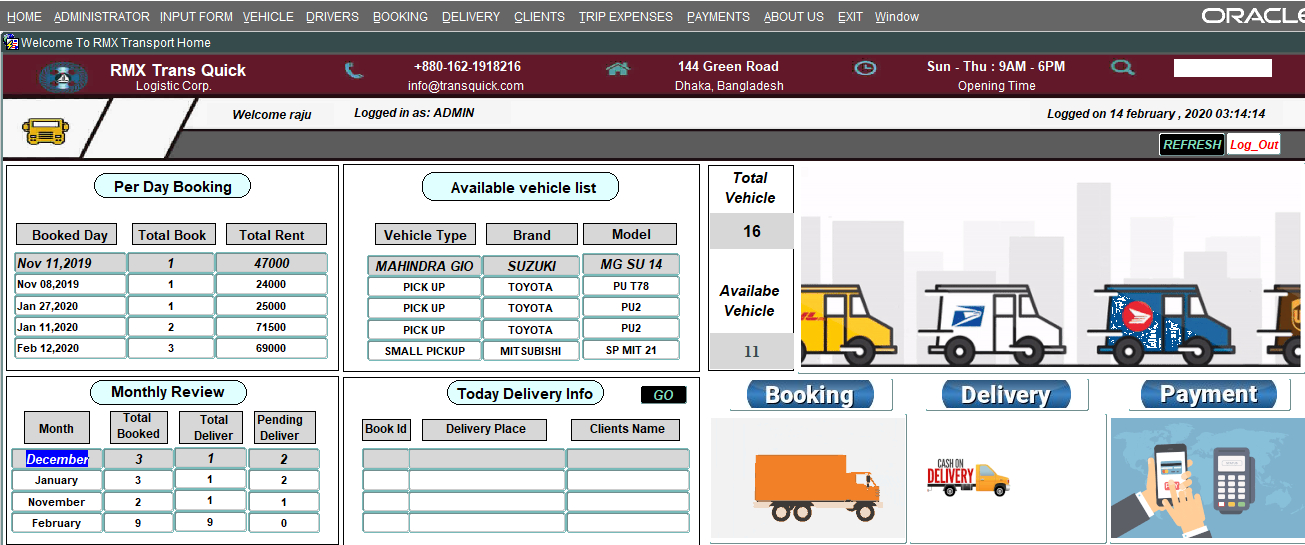 HOME ADMINISTRATOR INPUT FORM VEHICLE DRIVERS BOOKING DELIVERY CLIENTS TRIP EXPENSES PAYMENTS ABOUT US EXIT Window ORACLE
Welcome To RMX Transport Home
RMX Trans Quick +880-162-1918216 144 Green Road Sun - Thu : 9AM - 6PM
Logistic Corp. info@transquick.com Dhaka, Bangladesh Opening Time
Welcome raju Logged in as: ADMIN Logged on 14 february , 2020 03:14:14
REFRESH Log_Out
Per Day Booking
Booked Day Total Book Total Rent
Nov 11,2019 1 47000
Nov 08,2019 1 24000
Jan 27,2020 1 25000
Jan 11,2020 2 71500
Feb 12,2020 3 69000
Available vehicle list
Vehicle Type Brand Model
MAHINDRA GIO SUZUKI MG SU 14
PICK UP TOYOTA PU T78
PICK UP TOYOTA PU2
PICK UP TOYOTA PU2
SMALL PICKUP MITSUBISHI SP MIT 21
Total
Vehicle
16
Availabe
Vehicle
11
DHL
Monthly Review
Month Total Booked Total Deliver Pending Deliver
December 3 1 2
January 3 1 2
November 2 1 1
February 9 9 0
Today Delivery Info GO
Book Id Delivery Place Clients Name
Booking Delivery Payment
CASH ON
DELIVERY
PAY